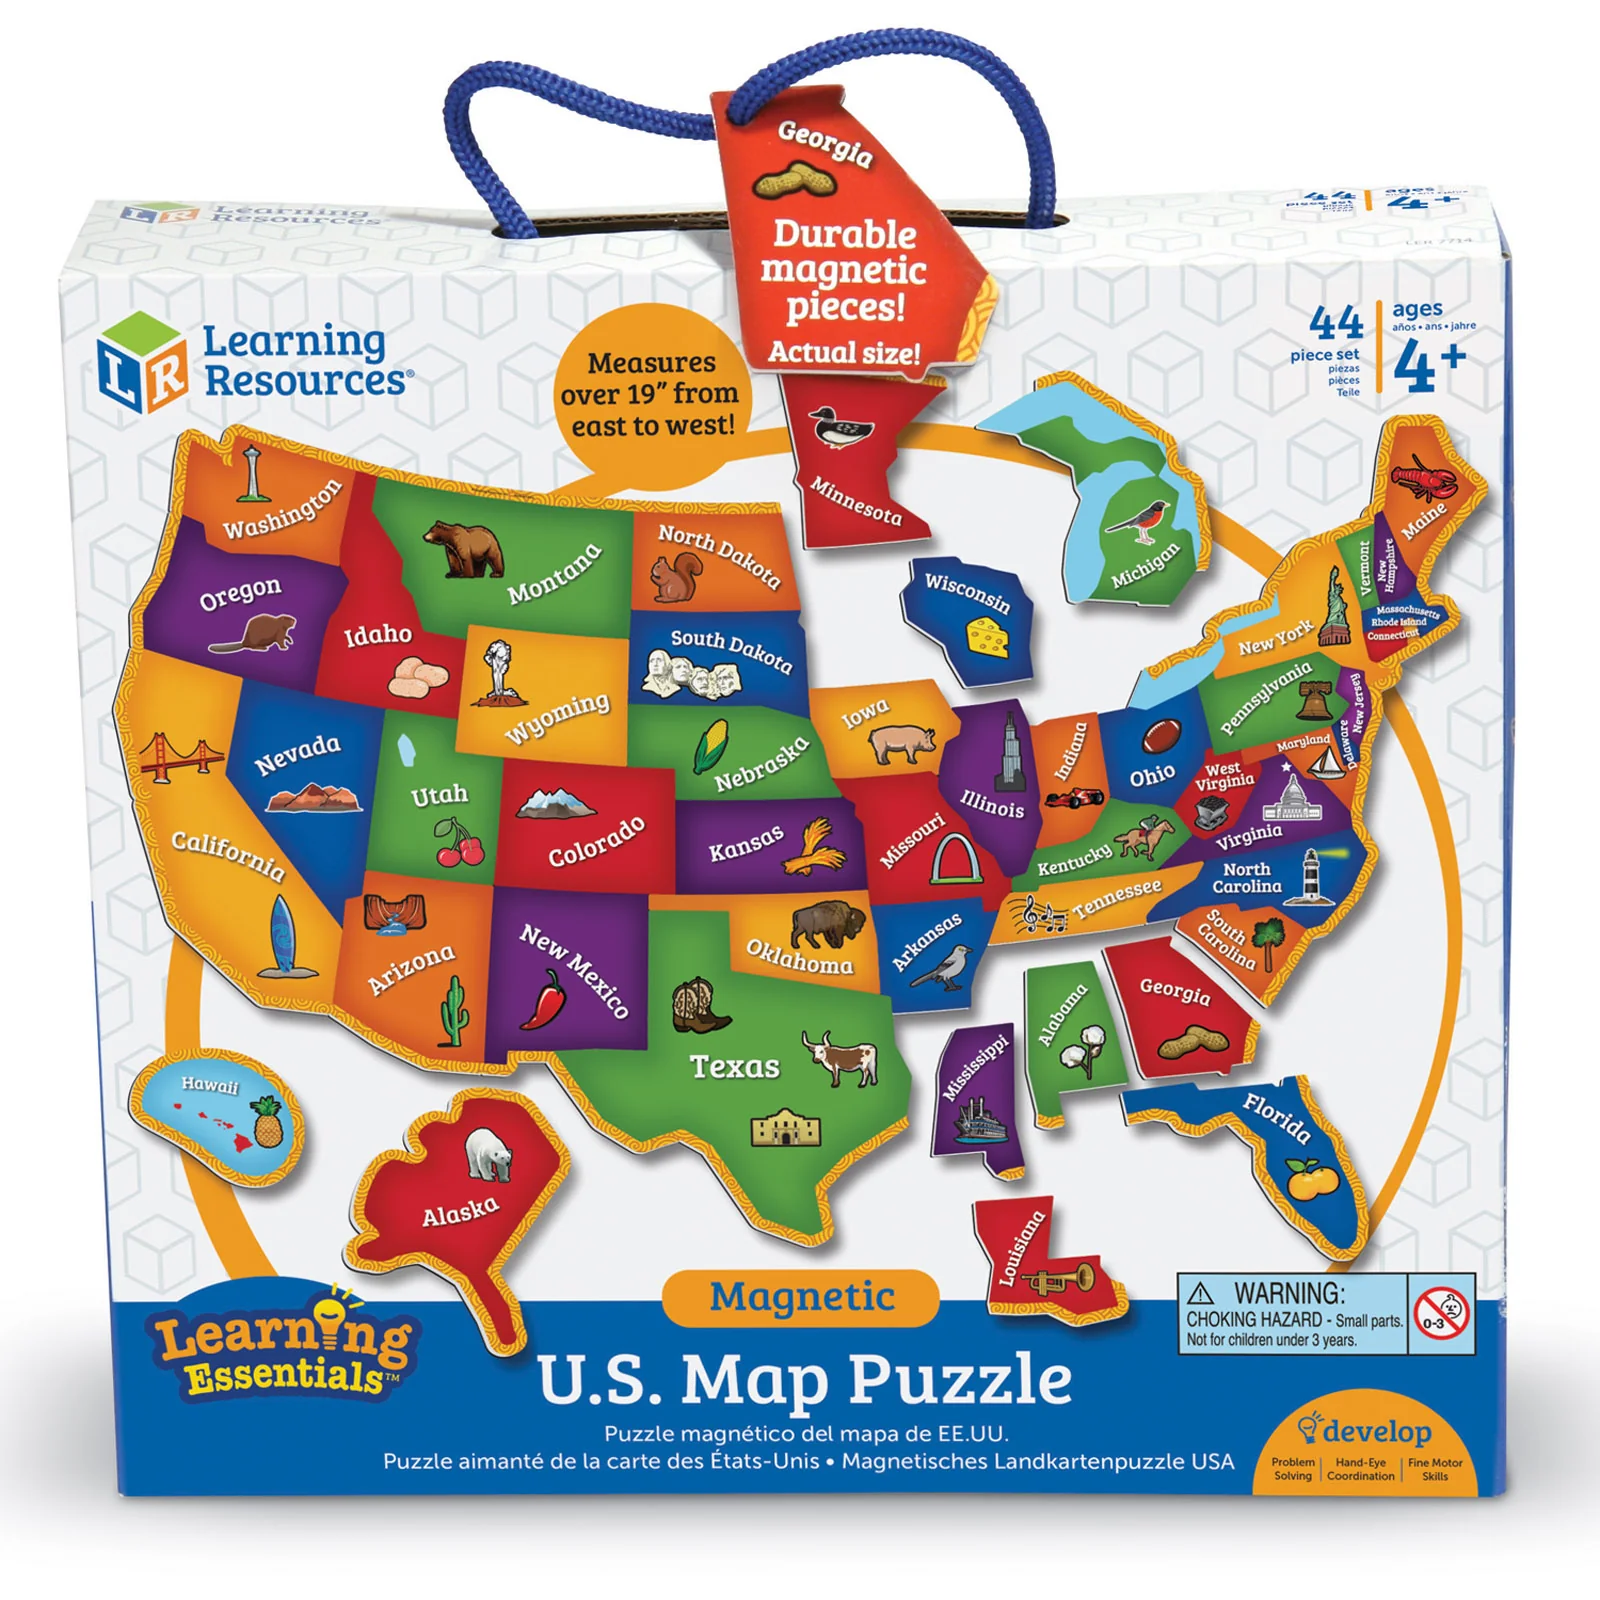 Georgia
Durable
magnetic
pieces!
Actual size!
Learning
Resources
ages
LER 7714
Learning
Resources®
Measures
over 19” from
east to west!
44
piece set
piezas
pièces
Teile
ages
años • ans • jahre
4+
Washington
Oregon
Idaho
Montana
North Dakota
South Dakota
Minnesota
Wisconsin
Michigan
Maine
Vermont
New
Hampshire
Massachusetts
Rhode Island
Connecticut
New York
Pennsylvania
New Jersey
Delaware
Maryland
West
Virginia
Virginia
Ohio
Indiana
Illinois
Iowa
Wyoming
Nebraska
Nevada
Utah
Colorado
Kansas
Missouri
Kentucky
Tennessee
North
Carolina
South
Carolina
California
Arizona
New Mexico
Oklahoma
Arkansas
Texas
Mississippi
Alabama
Georgia
Florida
Louisiana
Hawaii
Alaska
Magnetic
WARNING:
CHOKING HAZARD - Small parts.
Not for children under 3 years.
0-3
Learning
Essentials™
U.S. Map Puzzle
Puzzle magnético del mapa de EE.UU.
Puzzle aimanté de la carte des États-Unis • Magnetisches Landkartenpuzzle USA
develop
Problem
Solving
Hand-Eye
Coordination
Fine Motor
Skills